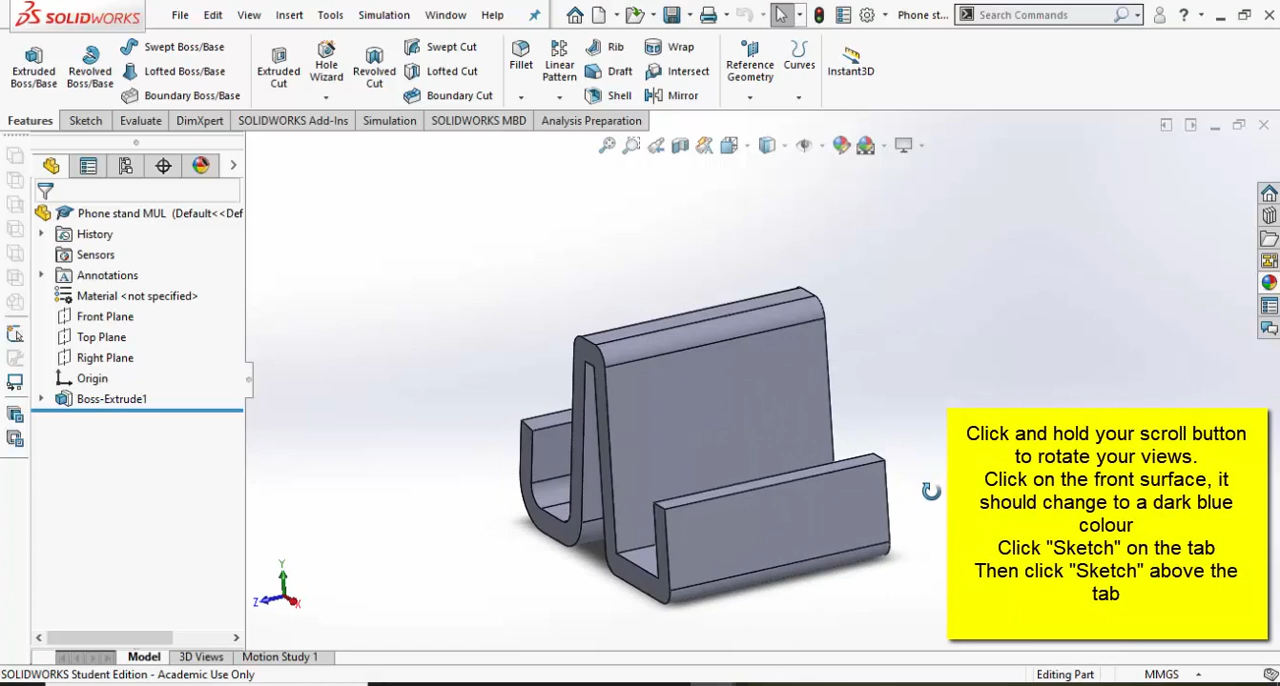 SOLIDWORKS File Edit View Insert Tools Simulation Window Help Phone st... Search Commands ?
Extruded Boss/Base
Revolved Boss/Base
Swept Boss/Base
Lofted Boss/Base
Boundary Boss/Base
Extruded Cut
Hole Wizard
Revolved Cut
Swept Cut
Lofted Cut
Boundary Cut
Fillet
Linear Pattern
Rib
Draft
Shell
Wrap
Intersect
Mirror
Reference Geometry
Curves
Instant3D
Features Sketch Evaluate DimXpert SOLIDWORKS Add-Ins Simulation SOLIDWORKS MBD Analysis Preparation
Phone stand MUL (Default<<Def
History
Sensors
Annotations
Material <not specified>
Front Plane
Top Plane
Right Plane
Origin
Boss-Extrude1
Click and hold your scroll button
to rotate your views.
Click on the front surface, it
should change to a dark blue
colour
Click "Sketch" on the tab
Then click "Sketch" above the
tab
Y
Z X
Model 3D Views Motion Study 1
SOLIDWORKS Student Edition - Academic Use Only Editing Part MMGS